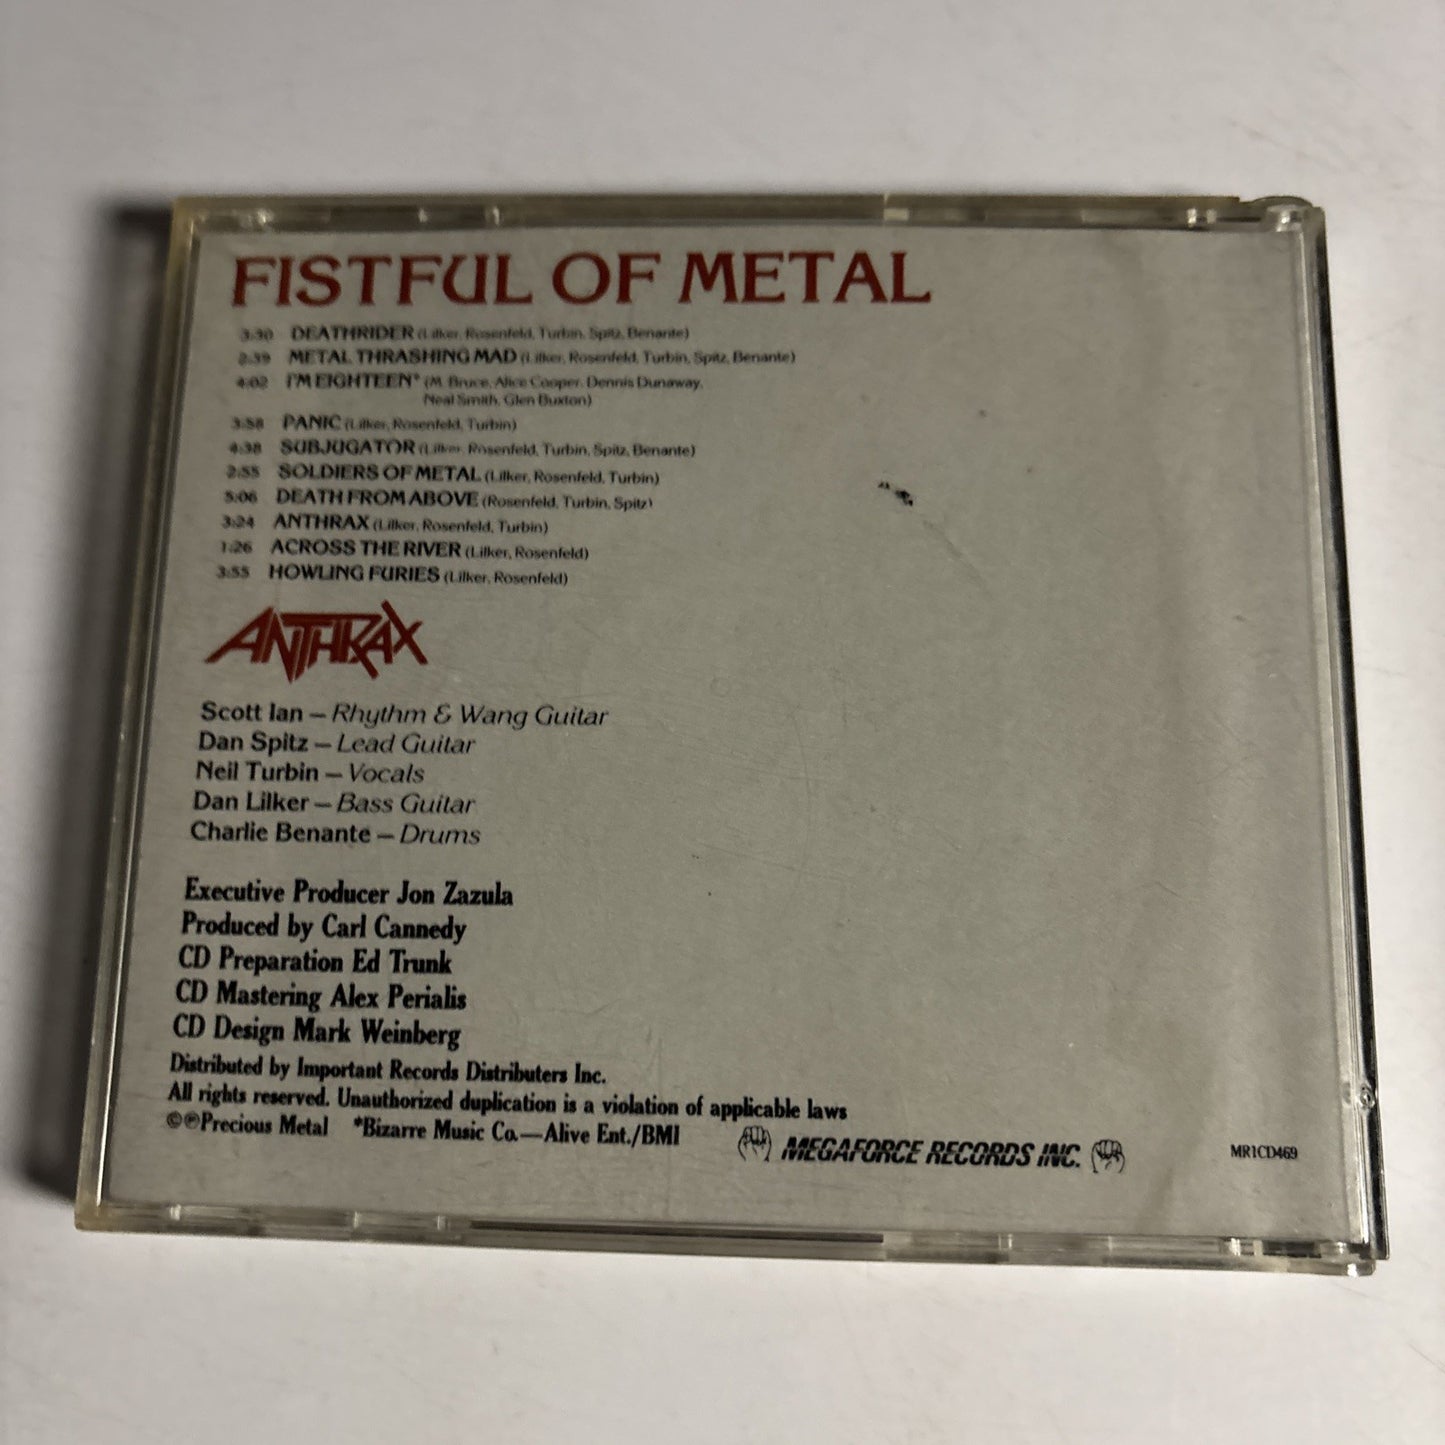 FISTFUL OF METAL
3:30 DEATHRIDER (Lilker, Rosenfeld, Turbin, Spitz, Benante)
2:39 METAL THRASHING MAD (Lilker, Rosenfeld, Turbin, Spitz, Benante)
4:02 I'M EIGHTEEN* (M. Bruce, Alice Cooper, Dennis Dunaway,
Neal Smith, Glen Buxton)
3:58 PANIC (Lilker, Rosenfeld, Turbin)
4:38 SUBJUGATOR (Lilker, Rosenfeld, Turbin, Spitz, Benante)
2:55 SOLDIERS OF METAL (Lilker, Rosenfeld, Turbin)
5:06 DEATH FROM ABOVE (Rosenfeld, Turbin, Spitz)
3:24 ANTHRAX (Lilker, Rosenfeld, Turbin)
1:26 ACROSS THE RIVER (Lilker, Rosenfeld)
3:55 HOWLING FURIES (Lilker, Rosenfeld)
ANTHRAX
Scott Ian – Rhythm & Wang Guitar
Dan Spitz – Lead Guitar
Neil Turbin – Vocals
Dan Lilker – Bass Guitar
Charlie Benante – Drums
Executive Producer Jon Zazula
Produced by Carl Cannedy
CD Preparation Ed Trunk
CD Mastering Alex Perialis
CD Design Mark Weinberg
Distributed by Important Records Distributers Inc.
All rights reserved. Unauthorized duplication is a violation of applicable laws
©℗Precious Metal *Bizarre Music Co.—Alive Ent./BMI
MEGAFORCE RECORDS INC.
MR1CD469